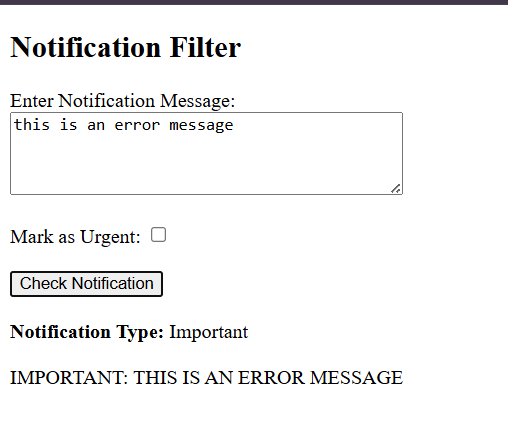 Notification Filter
Enter Notification Message:
this is an error message
Mark as Urgent:
Check Notification
Notification Type: Important
IMPORTANT: THIS IS AN ERROR MESSAGE